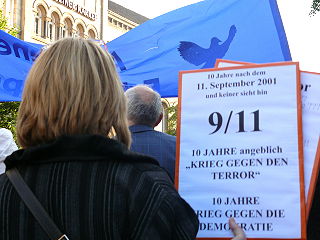 10 Jahre nach dem
11. September 2001
und keiner sieht hin
9/11
10 JAHRE angeblich
„KRIEG GEGEN DEN
TERROR"
10 JAHRE
KRIEG GEGEN DIE
DEMOKRATIE